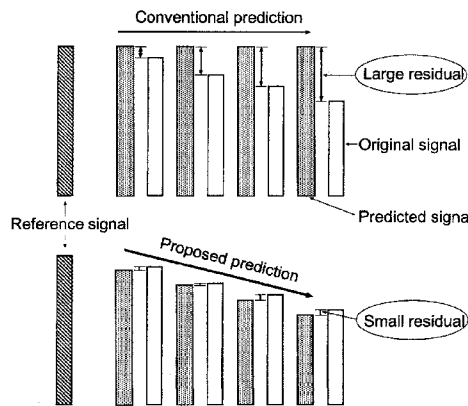 Conventional prediction
Large residual
Original signal
Predicted signa
Reference signal
Proposed prediction
Small residual